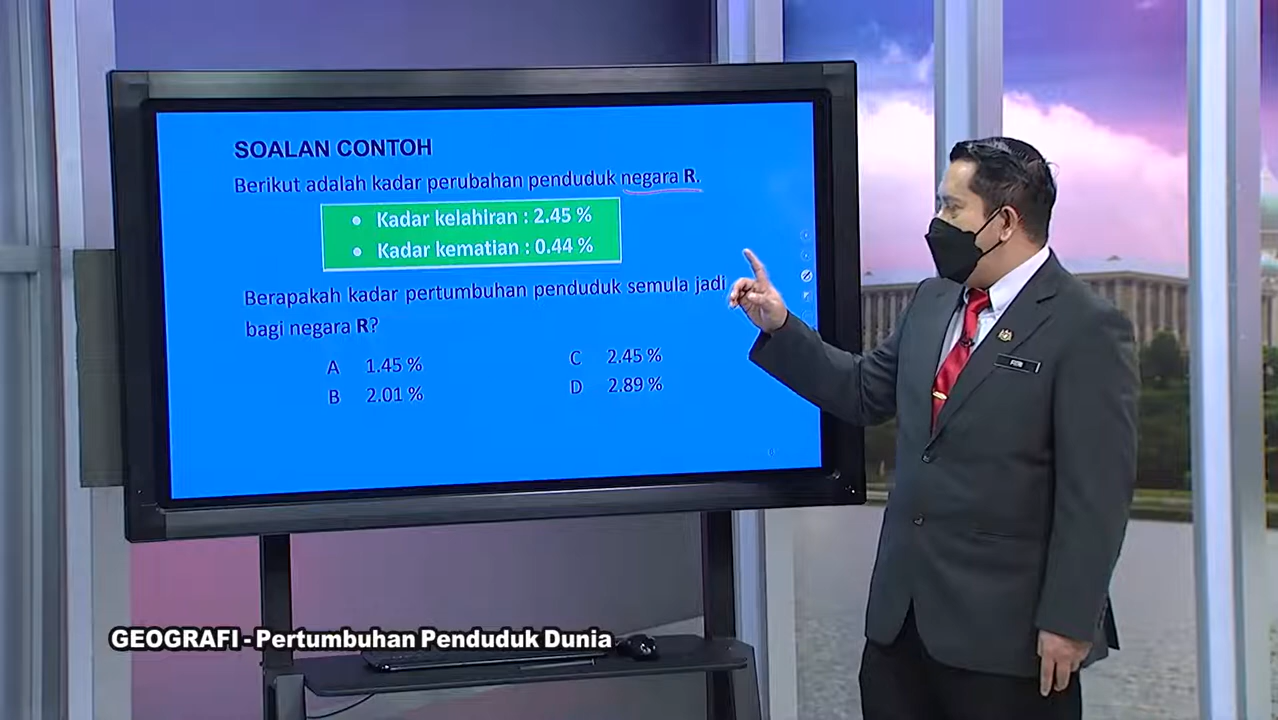 SOALAN CONTOH
Berikut adalah kadar perubahan penduduk negara R.
• Kadar kelahiran : 2.45 %
• Kadar kematian : 0.44 %
Berapakah kadar pertumbuhan penduduk semula jadi
bagi negara R?
A 1.45 %
B 2.01 %
C 2.45 %
D 2.89 %
GEOGRAFI - Pertumbuhan Penduduk Dunia